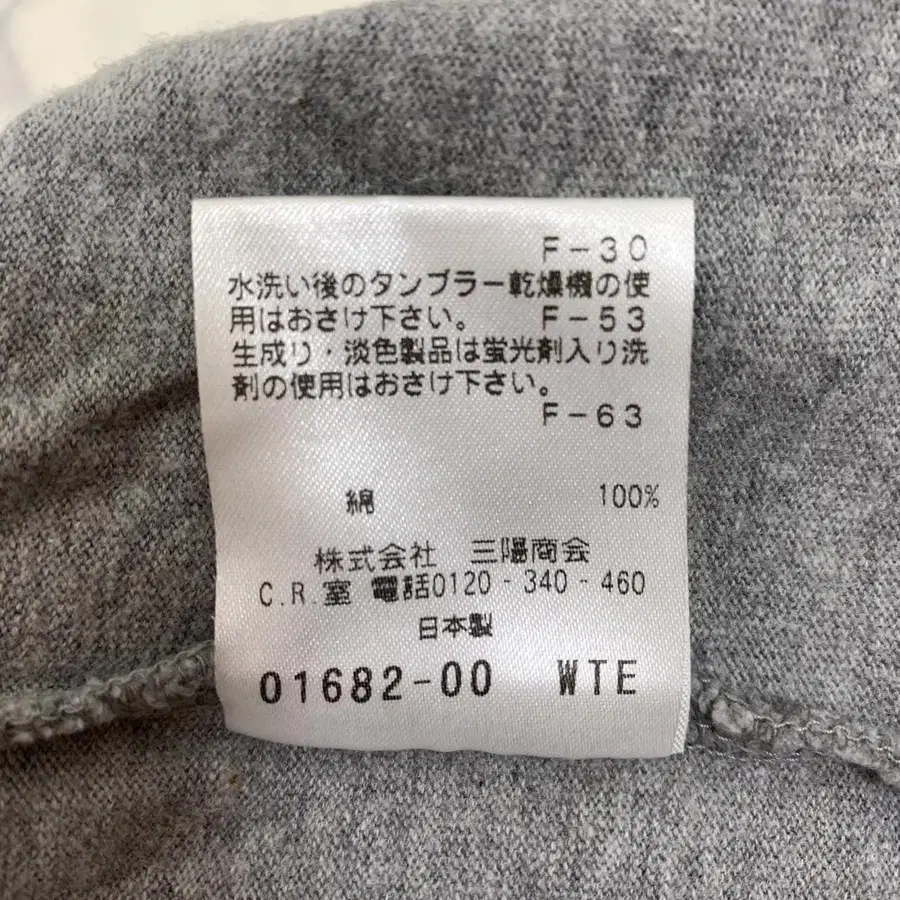 F-30
水洗い後のタンブラー乾燥機の使
用はおさけ下さい。 F-53
生成り・淡色製品は蛍光剤入り洗
剤の使用はおさけ下さい。
F-63
綿 100%
株式会社 三陽商会
C.R.室 電話0120-340-460
日本製
01682-00 WTE